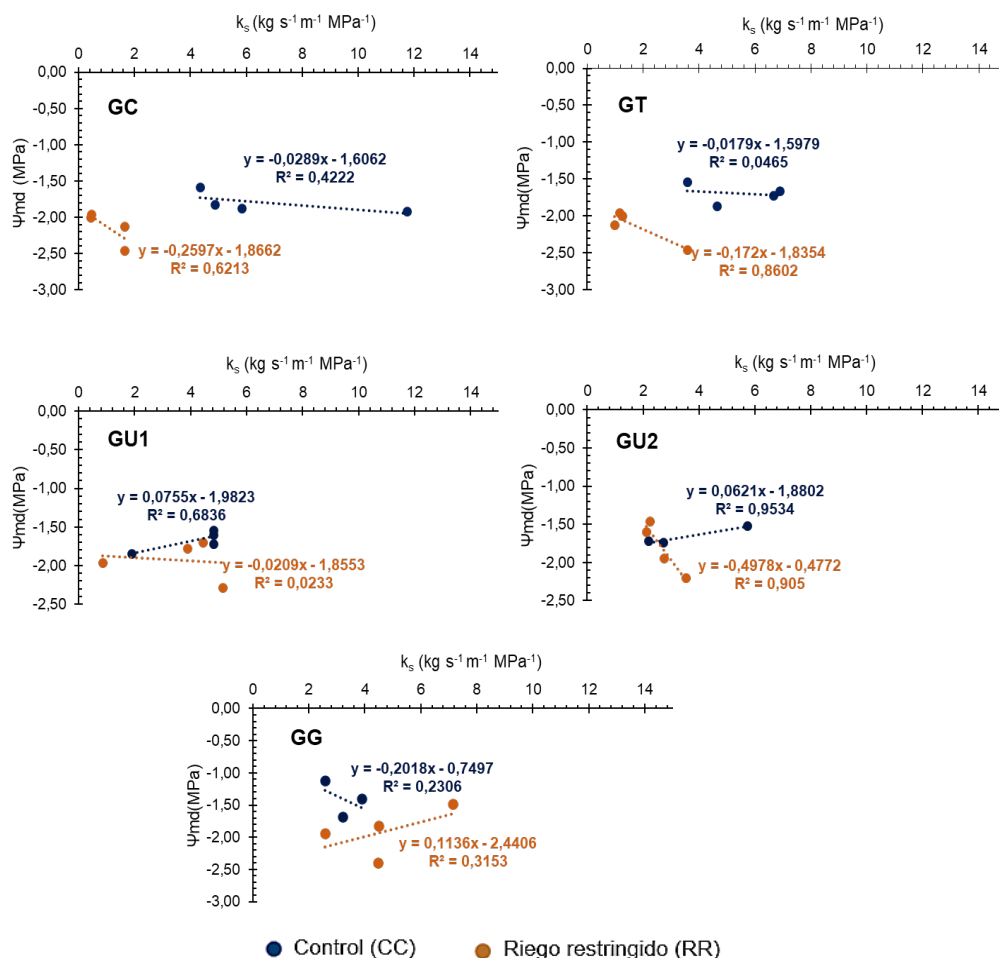 kₛ (kg s⁻¹ m⁻¹ MPa⁻¹)
0 2 4 6 8 10 12 14
0,00
-0,50
-1,00
-1,50
-2,00
-2,50
-3,00
Ψmd (MPa)
GC
y = -0,0289x - 1,6062
R² = 0,4222
y = -0,2597x - 1,8662
R² = 0,6213
kₛ (kg s⁻¹ m⁻¹ MPa⁻¹)
0 2 4 6 8 10 12 14
0,00
-0,50
-1,00
-1,50
-2,00
-2,50
-3,00
Ψmd(MPa)
GT
y = -0,0179x - 1,5979
R² = 0,0465
y = -0,172x - 1,8354
R² = 0,8602
kₛ (kg s⁻¹ m⁻¹ MPa⁻¹)
0 2 4 6 8 10 12 14
0,00
-0,50
-1,00
-1,50
-2,00
-2,50
Ψmd(MPa)
GU1
y = 0,0755x - 1,9823
R² = 0,6836
y = -0,0209x - 1,8553
R² = 0,0233
kₛ (kg s⁻¹ m⁻¹ MPa⁻¹)
0 2 4 6 8 10 12 14
0,00
-0,50
-1,00
-1,50
-2,00
-2,50
Ψmd(MPa)
GU2
y = 0,0621x - 1,8802
R² = 0,9534
y = -0,4978x - 0,4772
R² = 0,905
kₛ (kg s⁻¹ m⁻¹ MPa⁻¹)
0 2 4 6 8 10 12 14
0,00
-0,50
-1,00
-1,50
-2,00
-2,50
-3,00
Ψmd(MPa)
GG
y = -0,2018x - 0,7497
R² = 0,2306
y = 0,1136x - 2,4406
R² = 0,3153
Control (CC) Riego restringido (RR)